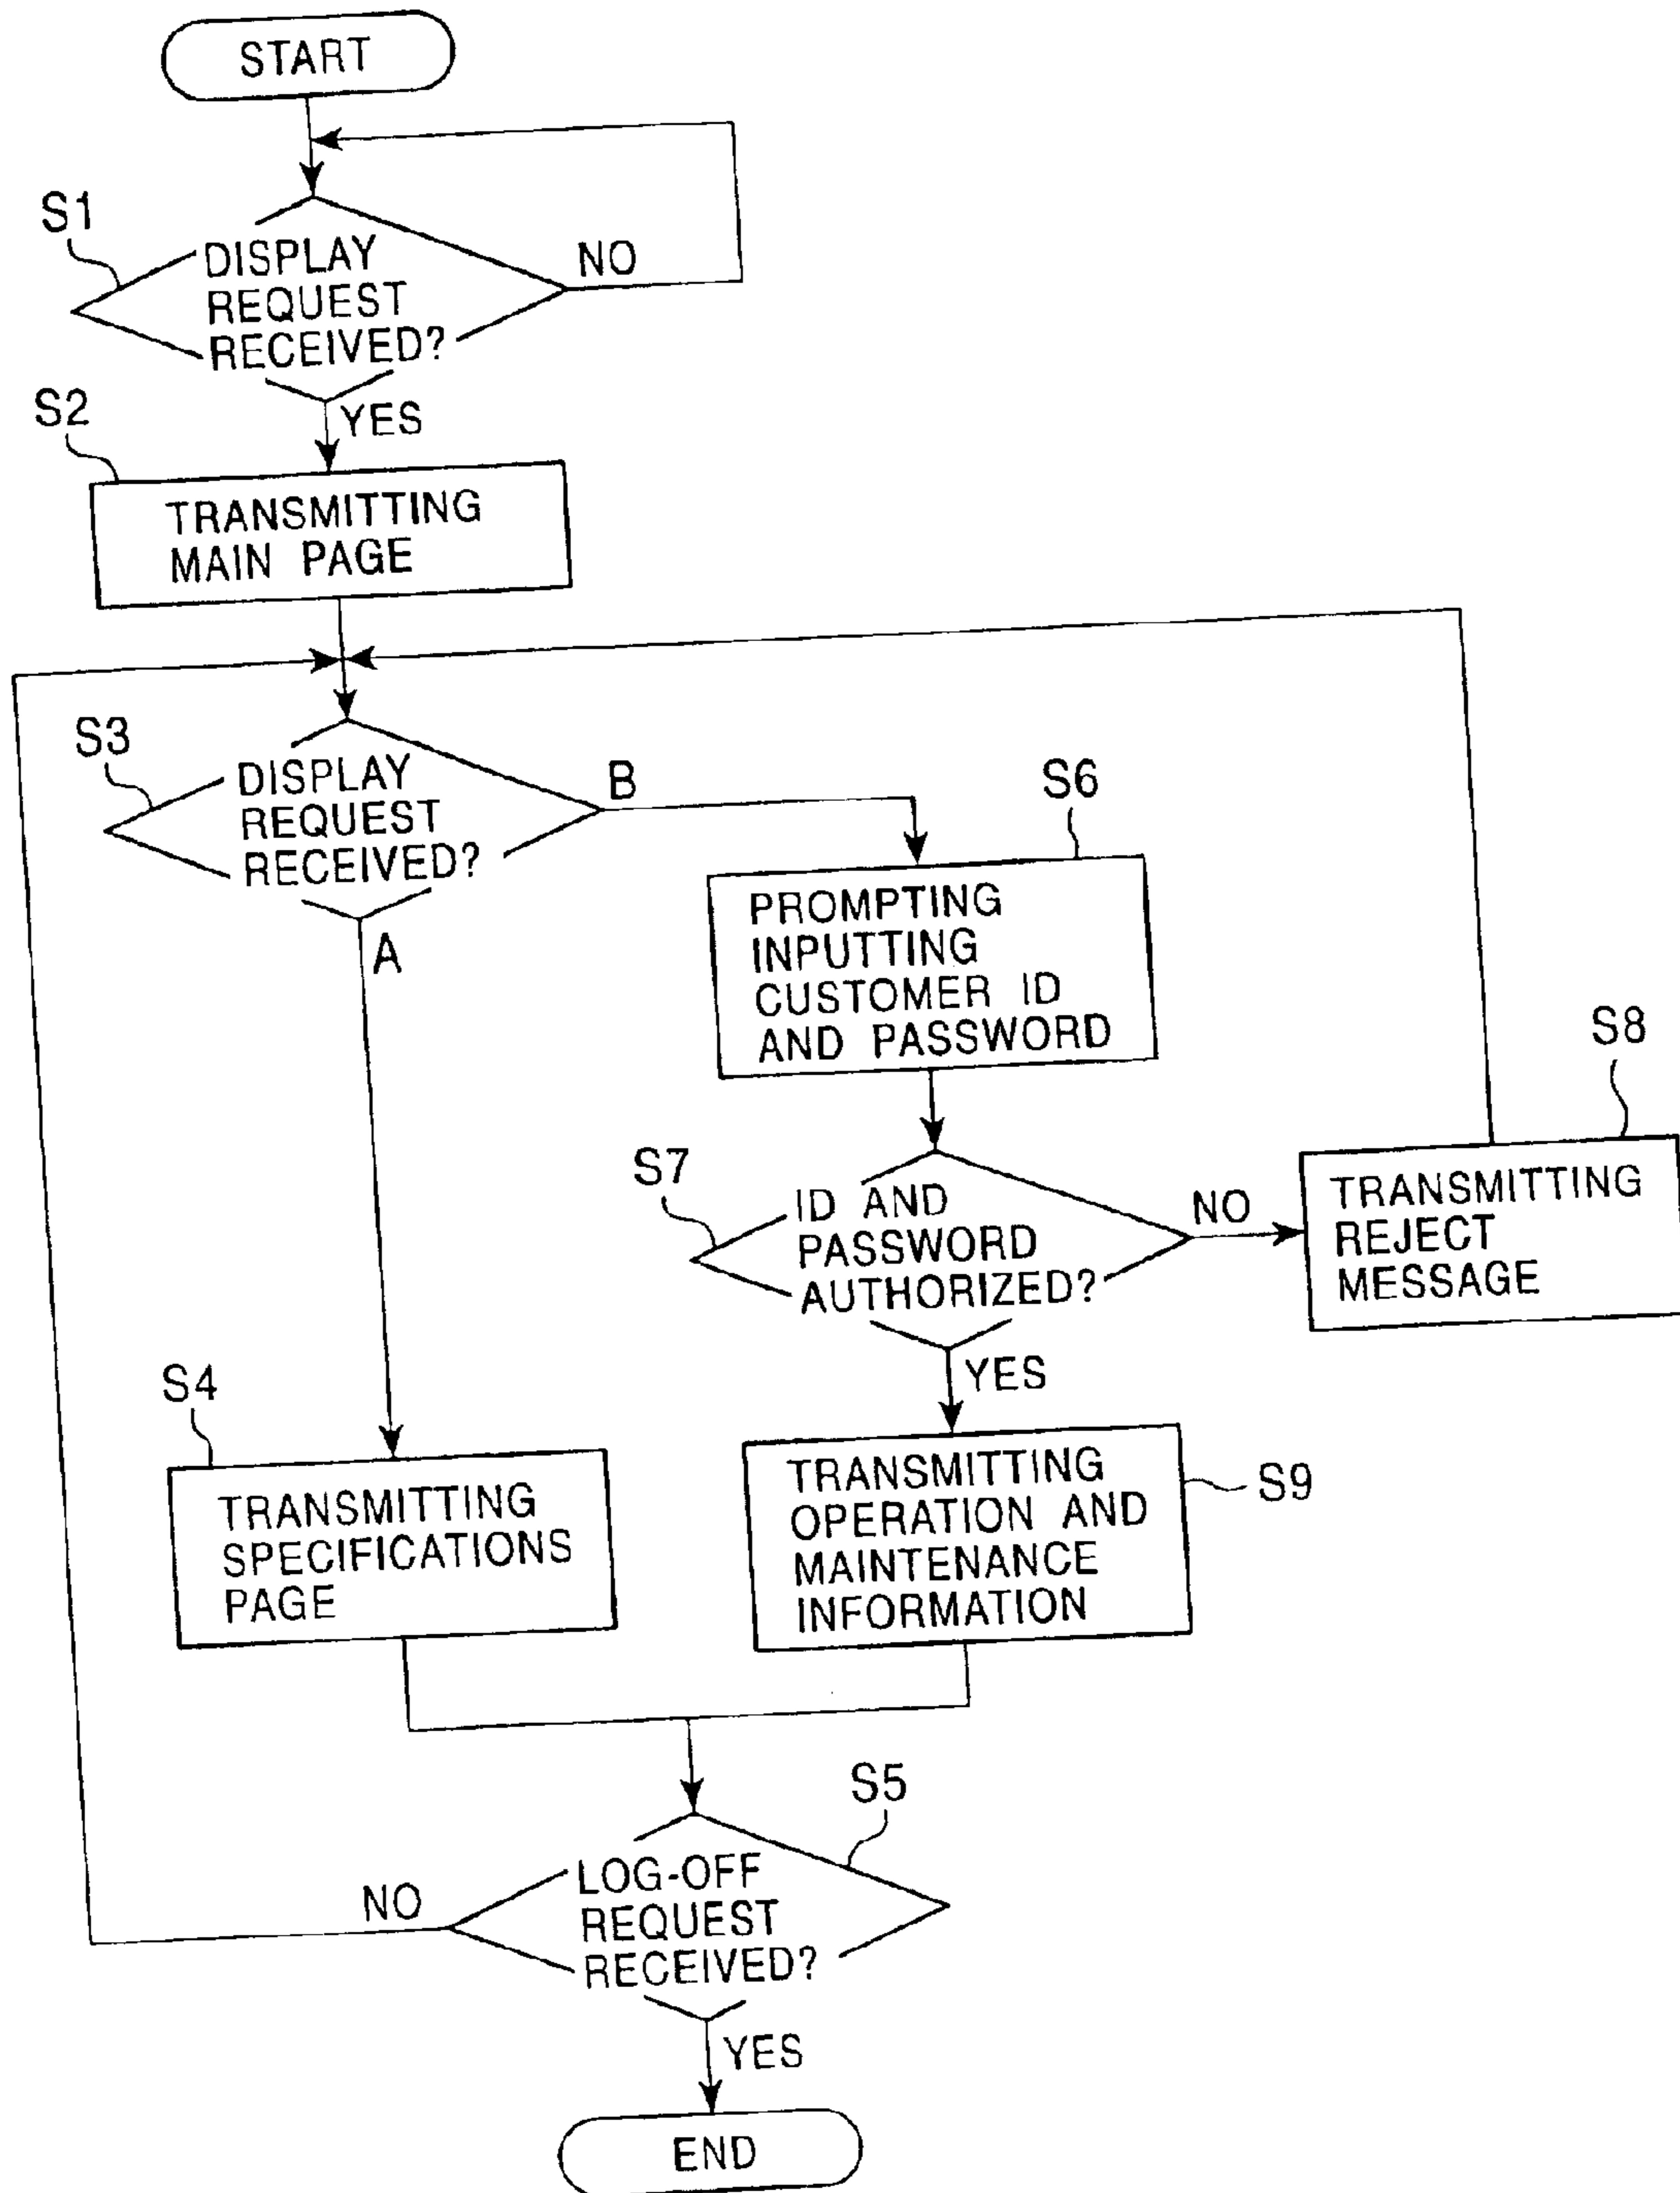 START
S1
DISPLAY
REQUEST
RECEIVED?
NO
YES
S2
TRANSMITTING
MAIN PAGE
S3
DISPLAY
REQUEST
RECEIVED?
B
A
S6
PROMPTING
INPUTTING
CUSTOMER ID
AND PASSWORD
S7
ID AND
PASSWORD
AUTHORIZED?
NO
YES
S8
TRANSMITTING
REJECT
MESSAGE
S4
TRANSMITTING
SPECIFICATIONS
PAGE
TRANSMITTING
OPERATION AND
MAINTENANCE
INFORMATION
S9
S5
LOG-OFF
REQUEST
RECEIVED?
NO
YES
END